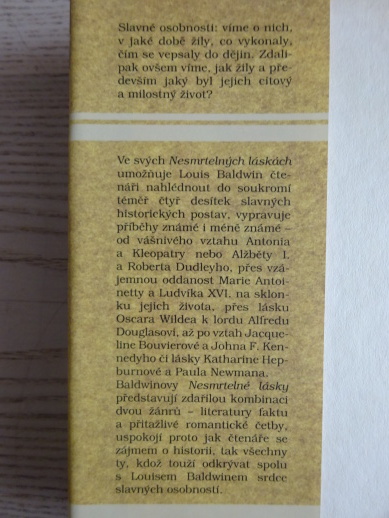 Slavné osobnosti: víme o nich,
v jaké době žily, co vykonaly,
čím se vepsaly do dějin. Zdali-
pak ovšem víme, jak žily a pře-
devším jaký byl jejich citový
a milostný život?
Ve svých Nesmrtelných láskách
umožňuje Louis Baldwin čte-
náři nahlédnout do soukromí
téměř čtyř desítek slavných
historických postav, vypravuje
příběhy známé i méně známé –
od vášnivého vztahu Antonia
a Kleopatry nebo Alžběty I.
a Roberta Dudleyho, přes vzá-
jemnou oddanost Marie Antoi-
netty a Ludvíka XVI. na sklon-
ku jejich života, přes lásku
Oscara Wildea k lordu Alfredu
Douglasovi, až po vztah Jacque-
line Bouvierové a Johna F. Ken-
nedyho či lásky Katharine Hep-
burnové a Paula Newmana.
Baldwinovy Nesmrtelné lásky
představují zdařilou kombinaci
dvou žánrů – literatury faktu
a přitažlivé romantické četby,
uspokojí proto jak čtenáře se
zájmem o historii, tak všechny
ty, kdož touží odkrývat spolu
s Louisem Baldwinem srdce
slavných osobností.